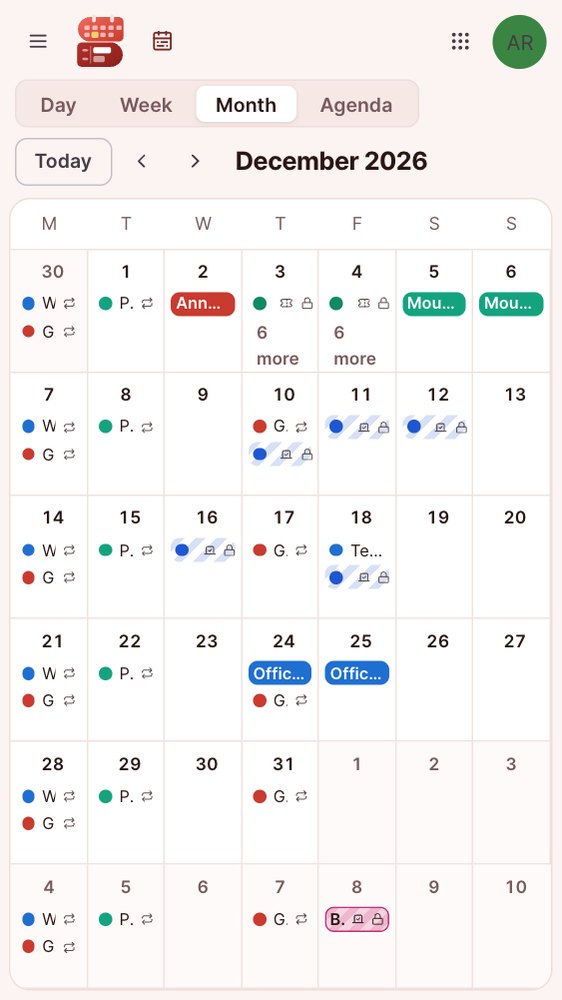 AR
Day Week Month Agenda
Today December 2026
M T W T F S S
30 1 2 3 4 5 6
W P. Ann... Mou... Mou...
G 6 more 6 more
7 8 9 10 11 12 13
W P. G.
G
14 15 16 17 18 19 20
W P. G. Te...
G
21 22 23 24 25 26 27
W P. Offic... Offic...
G G.
28 29 30 31 1 2 3
W P. G.
G
4 5 6 7 8 9 10
W P. G. B.
G